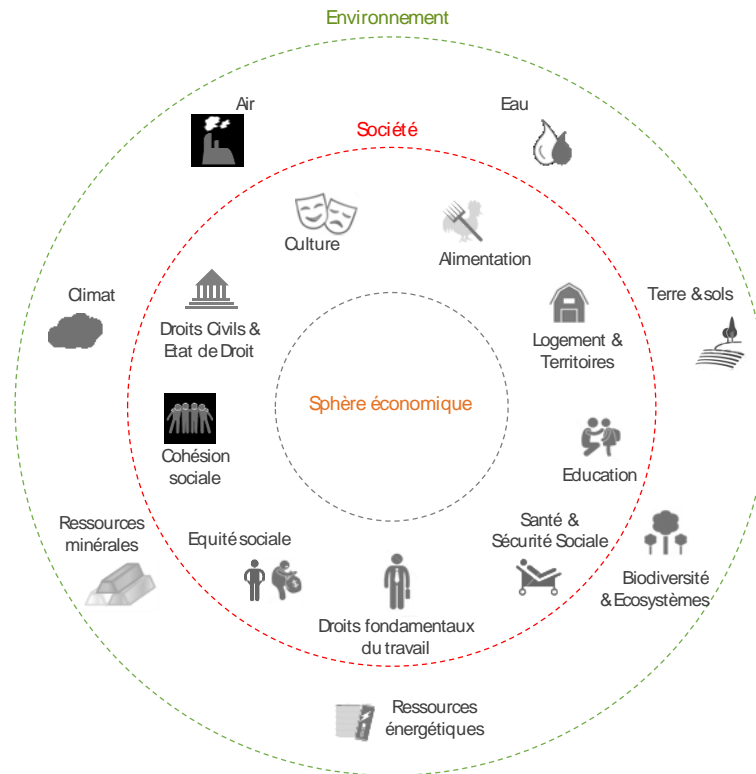 Environnement
Air
Eau
Société
Culture
Alimentation
Climat
Terre & sols
Droits Civils &
Etat de Droit
Logement &
Territoires
Sphère économique
Cohésion
sociale
Education
Ressources
minérales
Equité sociale
Santé &
Sécurité Sociale
Biodiversité
& Ecosystèmes
Droits fondamentaux
du travail
Ressources
énergétiques